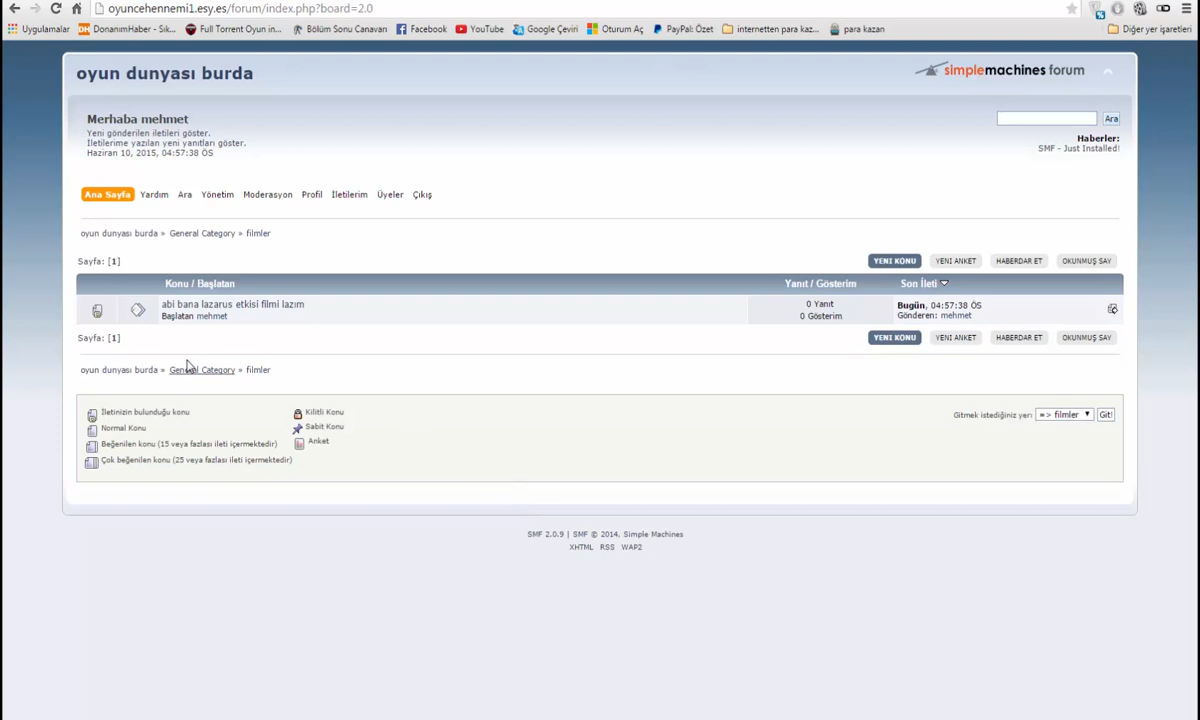 oyuncehennemi1.esy.es/forum/index.php?board=2.0
Uygulamalar DonanımHaber - Sık... Full Torrent Oyun in... Bölüm Sonu Canavarı Facebook YouTube Google Çeviri Oturum Aç PayPalı Özet internetten para kaz... para kazan Diğer yer işaretleri
oyun dunyası burda
simplemachines forum
Merhaba mehmet
Ara
Yeni gönderilen iletileri göster.
İletilerime yazılan yeni yanıtları göster.
Haziran 10, 2015, 04:57:38 ÖS
Haberler:
SMF - Just Installed!
Ana Sayfa Yardım Ara Yönetim Moderasyon Profil İletilerim Üyeler Çıkış
oyun dunyası burda » General Category » filmler
Sayfa: [1]
YENI KONU YENI ANKET HABERDAR ET OKUNMUŞ SAY
Konu / Başlatan Yanıt / Gösterim Son İleti
abi bana lazarus etkisi filmi lazım
Başlatan mehmet
0 Yanıt
0 Gösterim
Bugün, 04:57:38 ÖS
Gönderen: mehmet
Sayfa: [1]
YENI KONU YENI ANKET HABERDAR ET OKUNMUŞ SAY
oyun dunyası burda » General Category » filmler
İletinizin bulunduğu konu
Normal Konu
Beğenilen konu (15 veya fazlası ileti içermektedir)
Çok beğenilen konu (25 veya fazlası ileti içermektedir)
Kilitli Konu
Sabit Konu
Anket
Gitmek istediğiniz yer: => filmler Git!
SMF 2.0.9 | SMF © 2014, Simple Machines
XHTML RSS WAP2